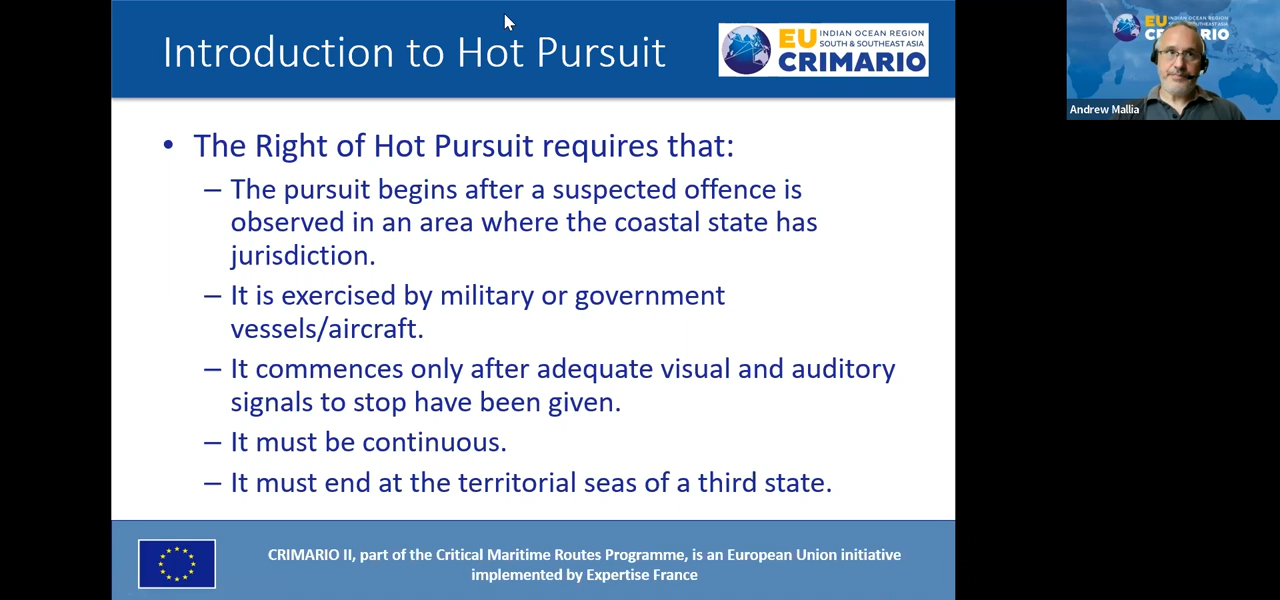 Introduction to Hot Pursuit
EU INDIAN OCEAN REGION
SOUTH & SOUTHEAST ASIA
CRIMARIO
• The Right of Hot Pursuit requires that:
– The pursuit begins after a suspected offence is
observed in an area where the coastal state has
jurisdiction.
– It is exercised by military or government
vessels/aircraft.
– It commences only after adequate visual and auditory
signals to stop have been given.
– It must be continuous.
– It must end at the territorial seas of a third state.
CRIMARIO II, part of the Critical Maritime Routes Programme, is an European Union initiative
implemented by Expertise France
EU INDIAN OCEAN REGION
Andrew Mallia